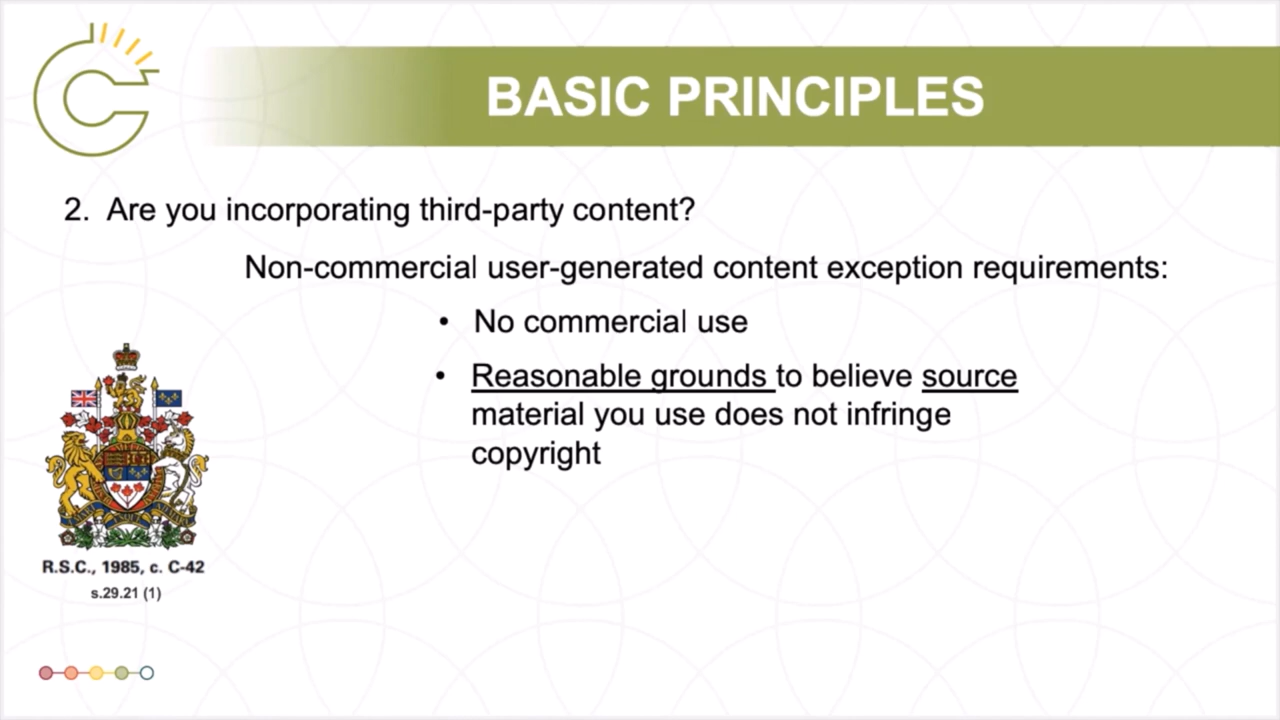 BASIC PRINCIPLES
2. Are you incorporating third-party content?
Non-commercial user-generated content exception requirements:
• No commercial use
• Reasonable grounds to believe source
material you use does not infringe
copyright
R.S.C., 1985, c. C-42
s.29.21 (1)